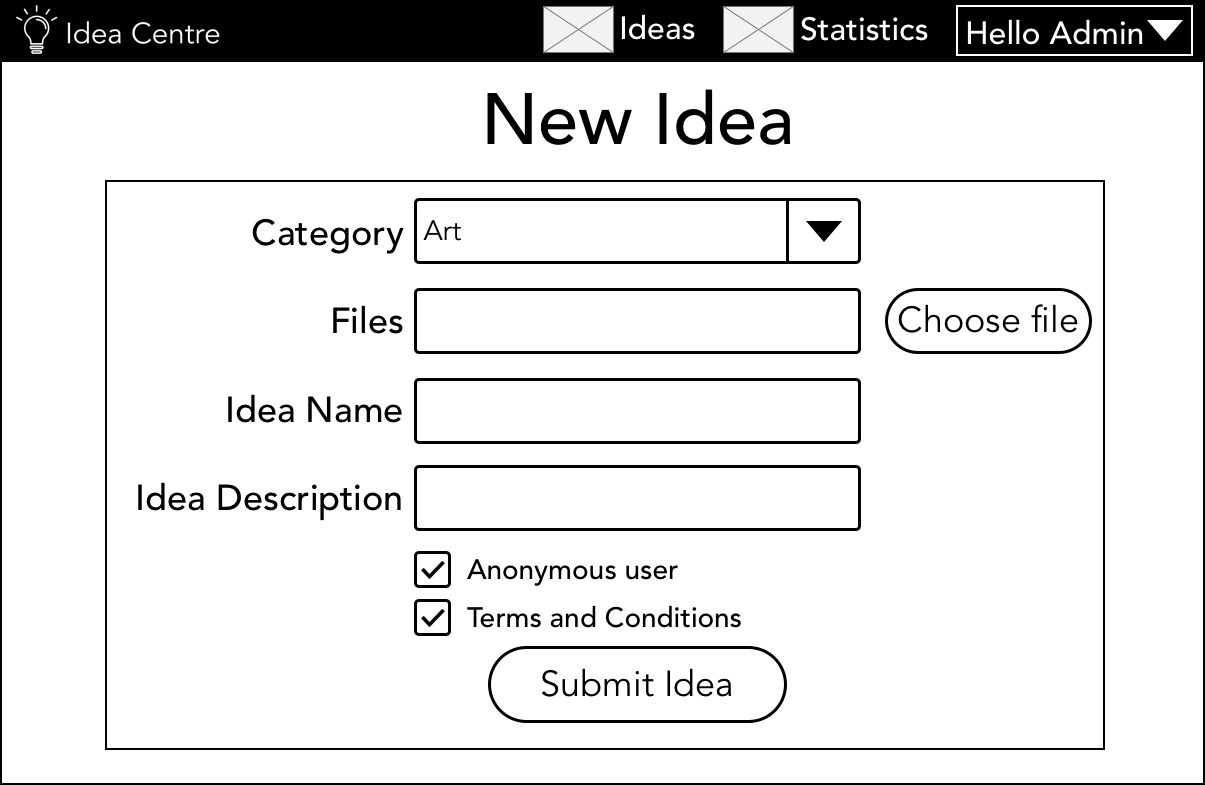 Idea Centre
Ideas
Statistics
Hello Admin
New Idea
Category
Art
Files
Choose file
Idea Name
Idea Description
Anonymous user
Terms and Conditions
Submit Idea